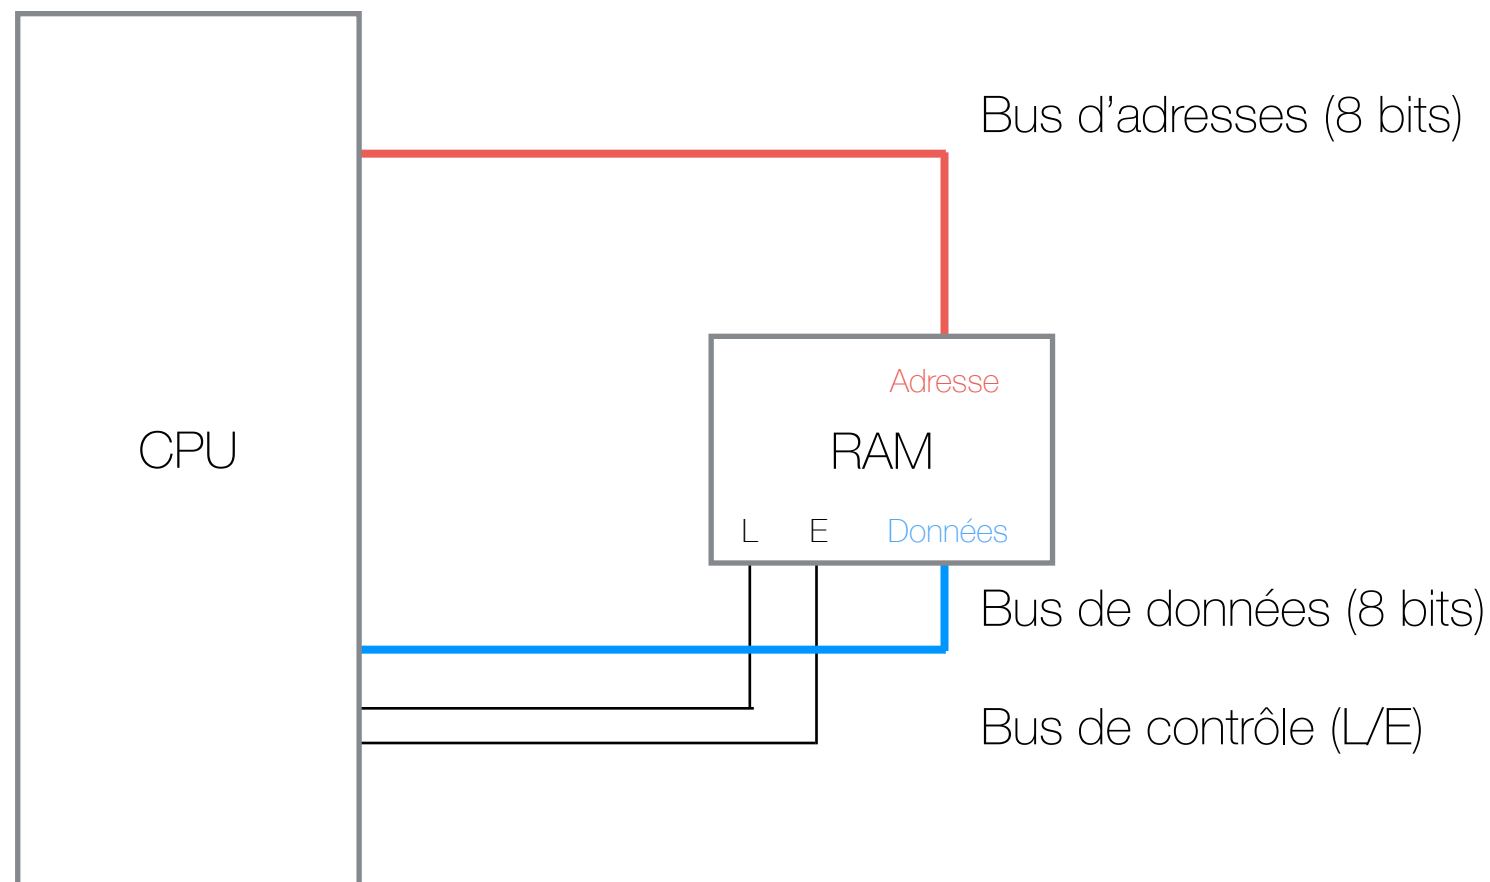 Bus d’adresses (8 bits)
Adresse
CPU
RAM
L E Données
Bus de données (8 bits)
Bus de contrôle (L/E)